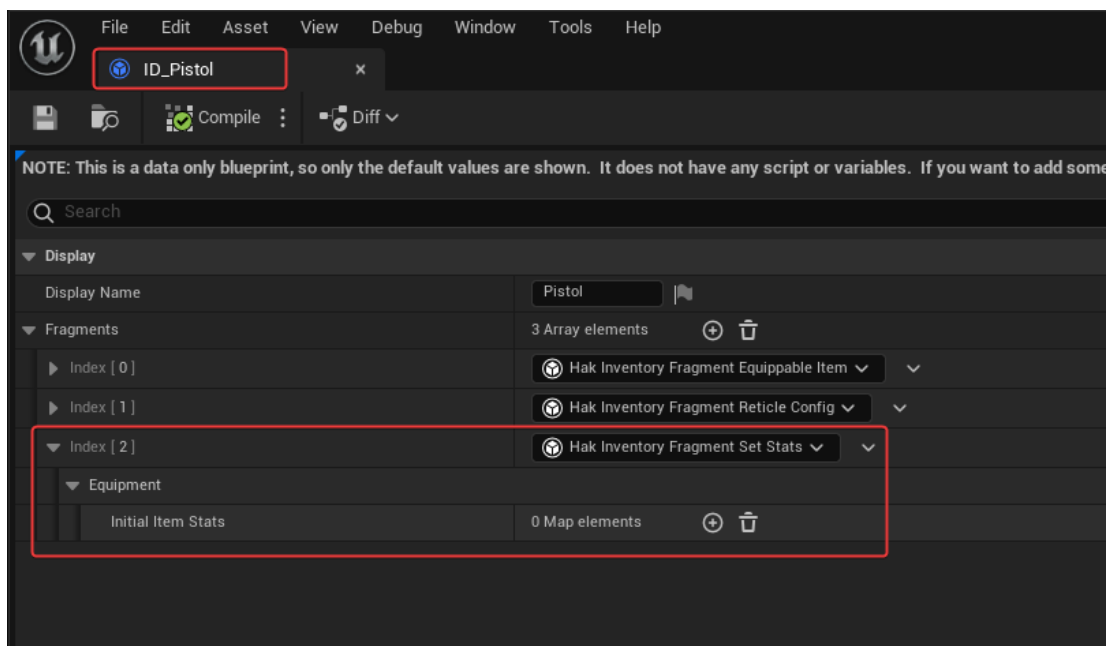 File Edit Asset View Debug Window Tools Help
ID_Pistol
Compile Diff
NOTE: This is a data only blueprint, so only the default values are shown. It does not have any script or variables. If you want to add some
Search
Display
Display Name Pistol
Fragments 3 Array elements
Index [ 0 ] Hak Inventory Fragment Equippable Item
Index [ 1 ] Hak Inventory Fragment Reticle Config
Index [ 2 ] Hak Inventory Fragment Set Stats
Equipment
Initial Item Stats 0 Map elements